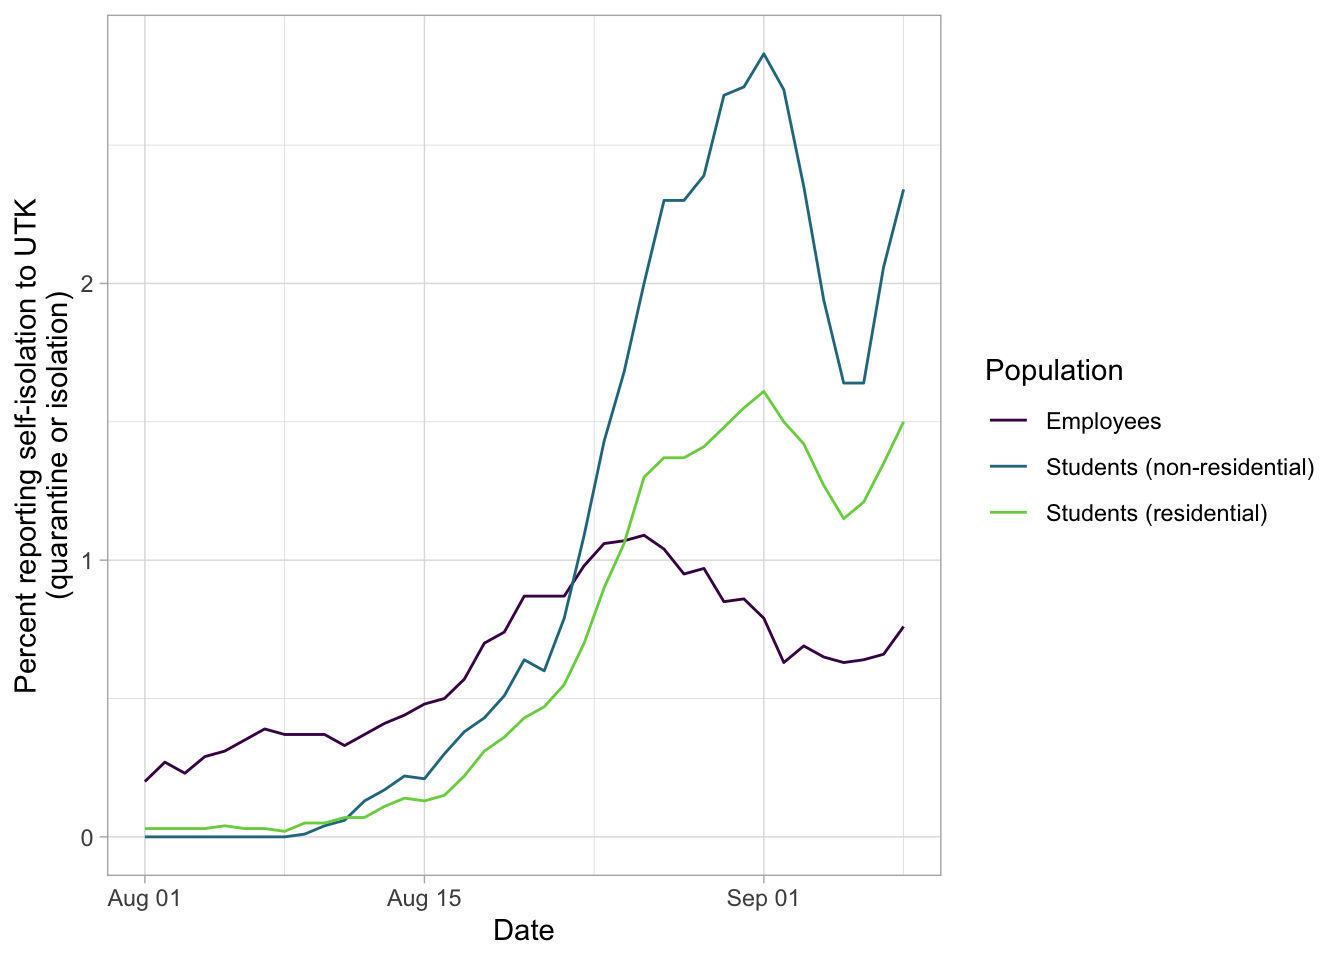 Percent reporting self-isolation to UTK
(quarantine or isolation)
2
1
0
Aug 01
Aug 15
Sep 01
Date
Population
Employees
Students (non-residential)
Students (residential)